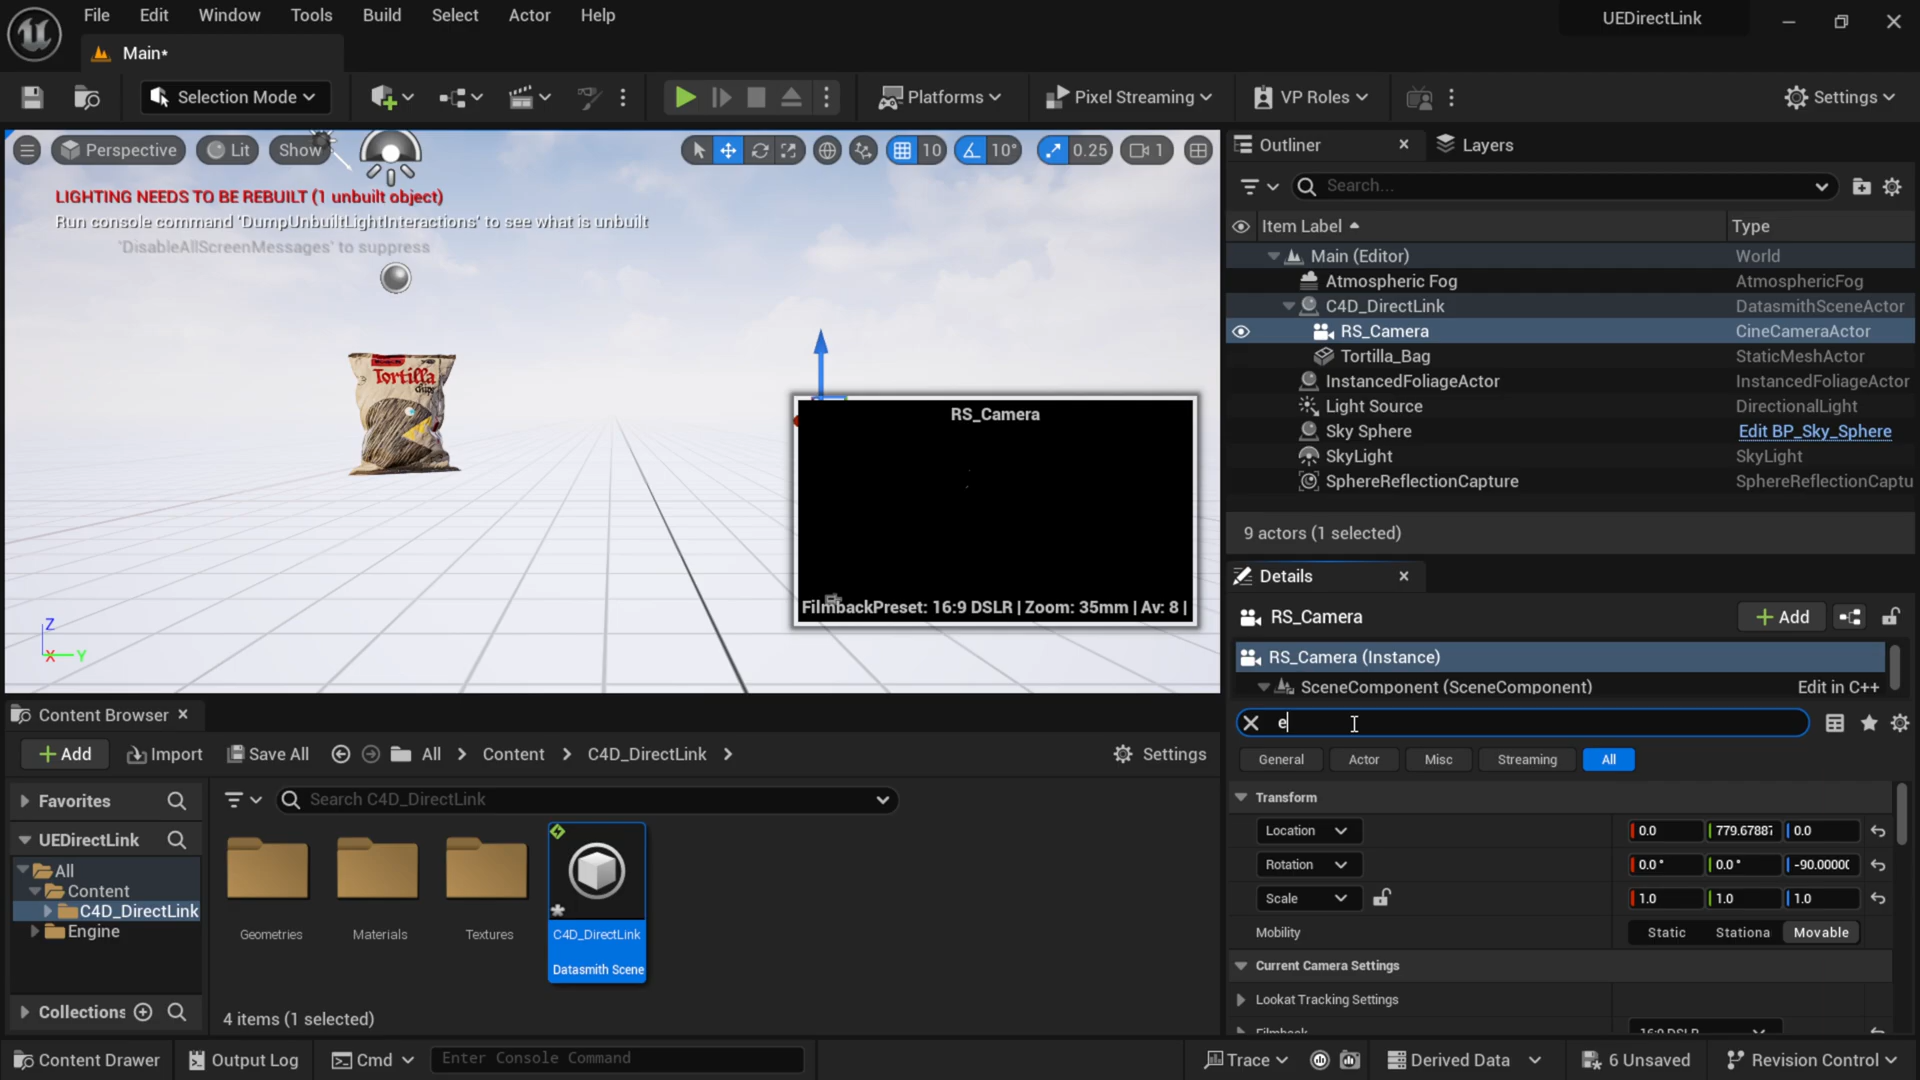 File Edit Window Tools Build Select Actor Help
UEDirectLink
Main*
Selection Mode
Platforms
Pixel Streaming
VP Roles
Settings
Perspective
Lit
Show
10
10°
0.25
1
LIGHTING NEEDS TO BE REBUILT (1 unbuilt object)
Run console command 'DumpUnbuiltLightInteractions' to see what is unbuilt
'DisableAllScreenMessages' to suppress
Tortilla
chips
RS_Camera
FilmbackPreset: 16:9 DSLR | Zoom: 35mm | Av: 8 |
Z
X
Y
Outliner
Layers
Search...
Item Label
Type
Main (Editor) World
Atmospheric Fog AtmosphericFog
C4D_DirectLink DatasmithSceneActor
RS_Camera CineCameraActor
Tortilla_Bag StaticMeshActor
InstancedFoliageActor InstancedFoliageActor
Light Source DirectionalLight
Sky Sphere Edit BP_Sky_Sphere
SkyLight SkyLight
SphereReflectionCapture SphereReflectionCaptu
9 actors (1 selected)
Details
RS_Camera
Add
RS_Camera (Instance)
SceneComponent (SceneComponent) Edit in C++
e
General Actor Misc Streaming All
Transform
Location 0.0 779.67887 0.0
Rotation 0.0 ° 0.0 ° -90.0000(
Scale 1.0 1.0 1.0
Mobility Static Stationa Movable
Current Camera Settings
Lookat Tracking Settings
Filmback 16:9 DSLR
Content Browser
Add Import Save All All Content C4D_DirectLink Settings
Favorites
UEDirectLink
All
Content
C4D_DirectLink
Engine
Collections
Search C4D_DirectLink
Geometries
Materials
Textures
C4D_DirectLink
Datasmith Scene
4 items (1 selected)
Content Drawer Output Log Cmd Enter Console Command Trace Derived Data 6 Unsaved Revision Control